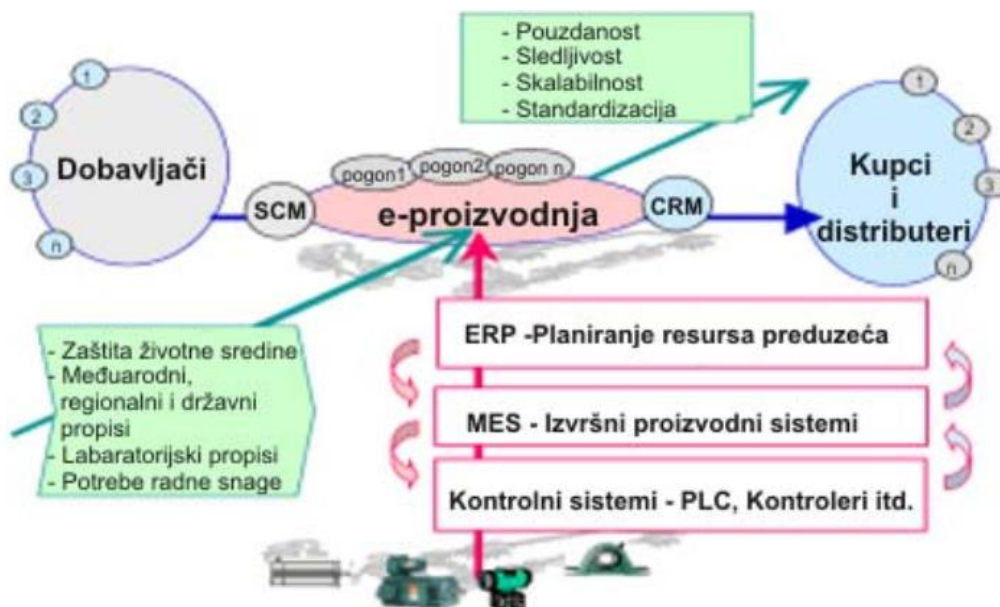 - Pouzdanost
- Sledljivost
- Skalabilnost
- Standardizacija
1
2
3
n
Dobavljači
SCM
pogon1
pogon2
pogon n
e-proizvodnja
CRM
1
2
3
n
Kupci
i
distributeri
- Zaštita životne sredine
- Međuarodni,
regionalni i državni
propisi
- Labaratorijski propisi
- Potrebe radne snage
ERP -Planiranje resursa preduzeća
MES - Izvršni proizvodni sistemi
Kontrolni sistemi - PLC, Kontroleri itd.